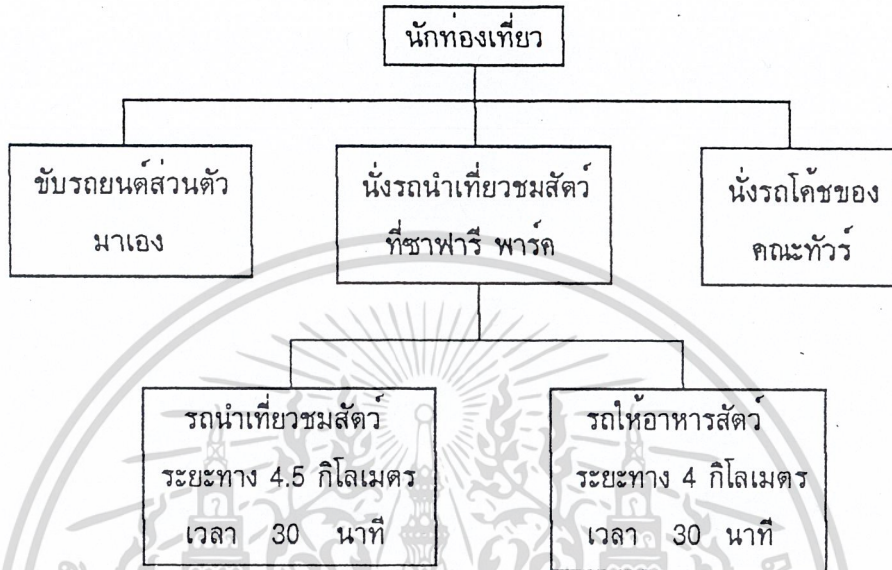 นักท่องเที่ยว
ขับรถยนต์ส่วนตัว
มาเอง
นั่งรถนำเที่ยวชมสัตว์
ที่ซาฟารี พาร์ค
นั่งรถโค้ชของ
คณะทัวร์
รถนำเที่ยวชมสัตว์
ระยะทาง 4.5 กิโลเมตร
เวลา 30 นาที
รถให้อาหารสัตว์
ระยะทาง 4 กิโลเมตร
เวลา 30 นาที